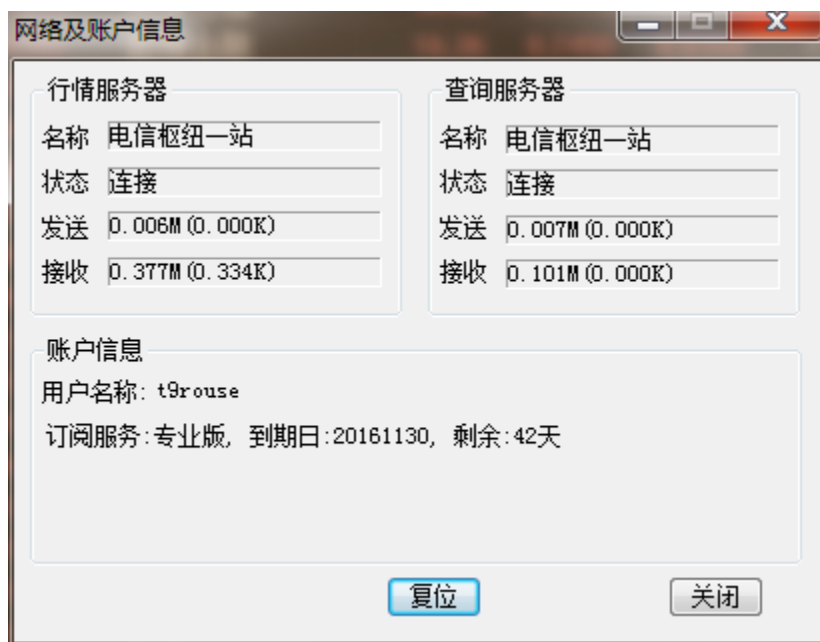 网络及账户信息
行情服务器
名称 电信枢纽一站
状态 连接
发送 0.006M(0.000K)
接收 0.377M(0.334K)
查询服务器
名称 电信枢纽一站
状态 连接
发送 0.007M(0.000K)
接收 0.101M(0.000K)
账户信息
用户名称: t9rouse
订阅服务:专业版, 到期日:20161130, 剩余:42天
复位
关闭